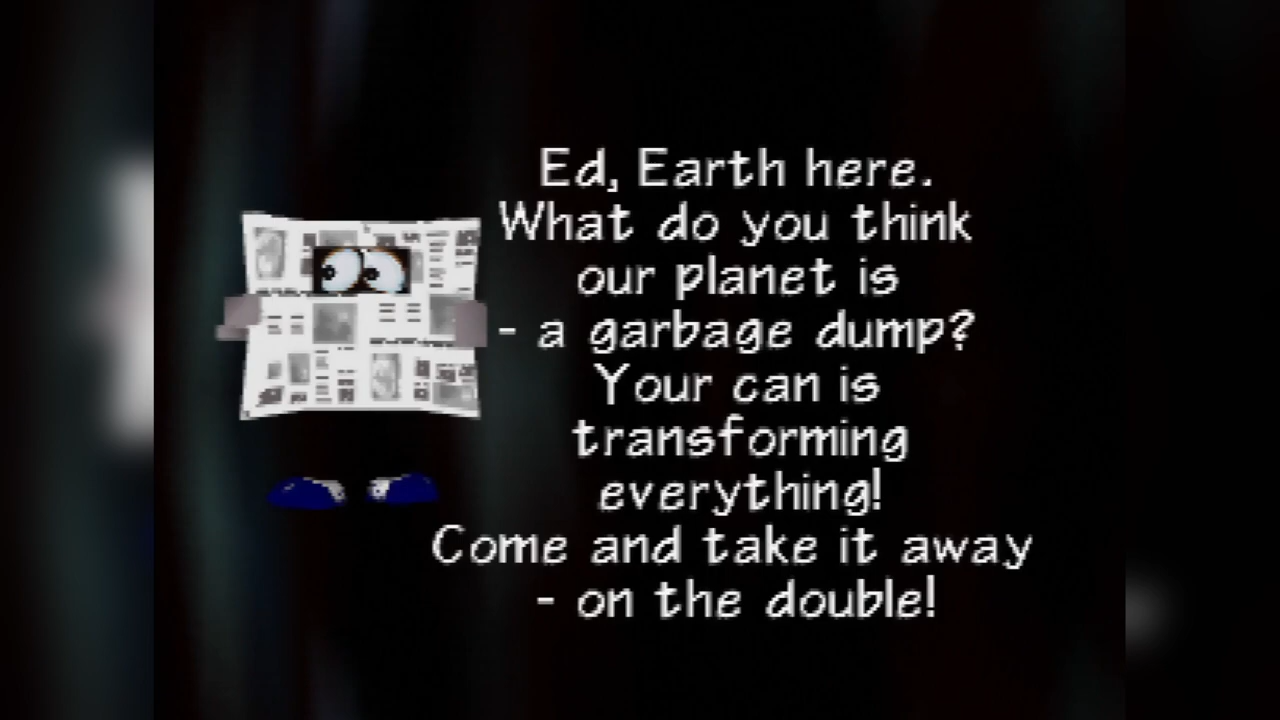 Ed, Earth here.
What do you think
our planet is
- a garbage dump?
Your can is
transforming
everything!
Come and take it away
- on the double!